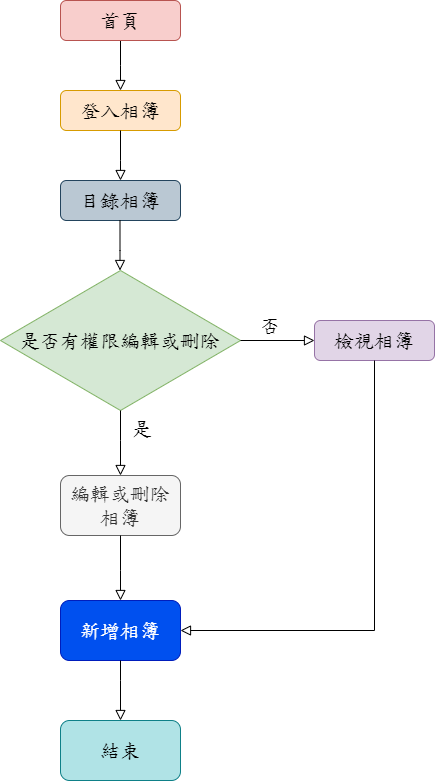 首頁
登入相簿
目錄相簿
是否有權限編輯或刪除
否
檢視相簿
是
編輯或刪除
相簿
新增相簿
結束